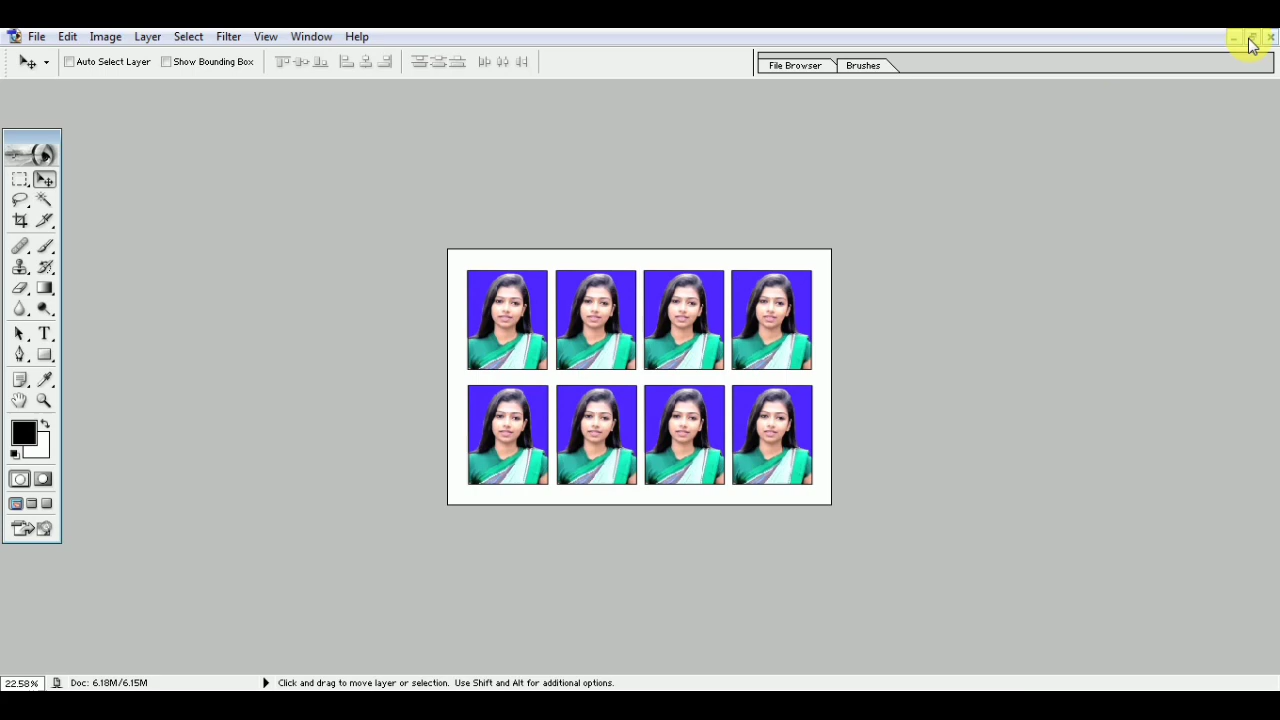 File Edit Image Layer Select Filter View Window Help
Auto Select Layer Show Bounding Box File Browser Brushes
T
22.58% Doc: 6.18M/6.15M Click and drag to move layer or selection. Use Shift and Alt for additional options.